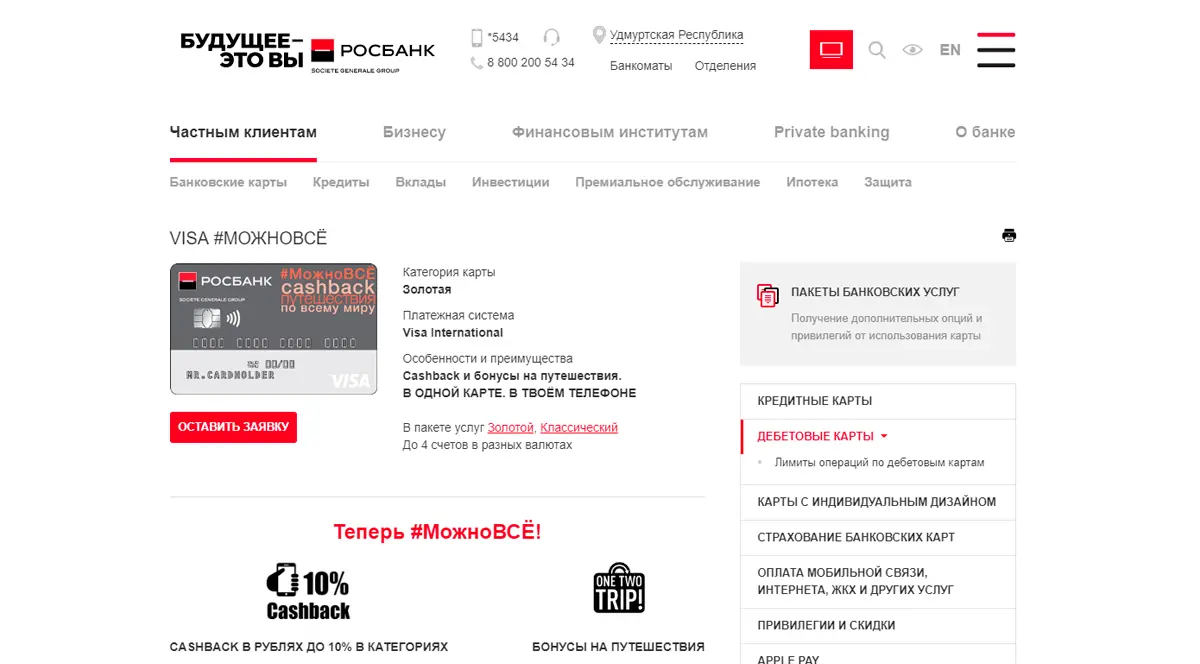 БУДУЩЕЕ–
ЭТО ВЫ
РОСБАНК
SOCIETE GENERALE GROUP
*5434
8 800 200 54 34
Удмуртская Республика
Банкоматы Отделения
EN
Частным клиентам Бизнесу Финансовым институтам Private banking О банке
Банковские карты Кредиты Вклады Инвестиции Премиальное обслуживание Ипотека Защита
VISA #МОЖНОВСЁ
РОСБАНК
SOCIETE GENERALE GROUP
#МожноВСЁ
cashback
путешествия
по всему миру
0000 0000 0000 0000
00/00
MR.CARDHOLDER
VISA
ОСТАВИТЬ ЗАЯВКУ
Категория карты
Золотая
Платежная система
Visa International
Особенности и преимущества
Cashback и бонусы на путешествия.
В ОДНОЙ КАРТЕ. В ТВОЁМ ТЕЛЕФОНЕ
В пакете услуг Золотой, Классический
До 4 счетов в разных валютах
Теперь #МожноВСЁ!
10%
Cashback
CASHBACK В РУБЛЯХ ДО 10% В КАТЕГОРИЯХ
ONE TWO
TRIP!
БОНУСЫ НА ПУТЕШЕСТВИЯ
ПАКЕТЫ БАНКОВСКИХ УСЛУГ
Получение дополнительных опций и
привилегий от использования карты
КРЕДИТНЫЕ КАРТЫ
ДЕБЕТОВЫЕ КАРТЫ
Лимиты операций по дебетовым картам
КАРТЫ С ИНДИВИДУАЛЬНЫМ ДИЗАЙНОМ
СТРАХОВАНИЕ БАНКОВСКИХ КАРТ
ОПЛАТА МОБИЛЬНОЙ СВЯЗИ,
ИНТЕРНЕТА, ЖКХ И ДРУГИХ УСЛУГ
ПРИВИЛЕГИИ И СКИДКИ
APPLE PAY